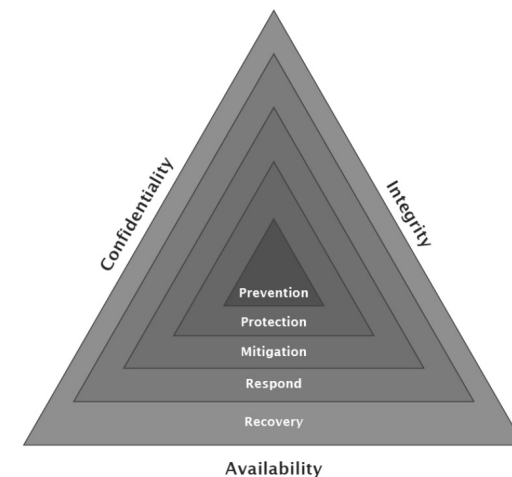 Confidentiality
Integrity
Prevention
Protection
Mitigation
Respond
Recovery
Availability